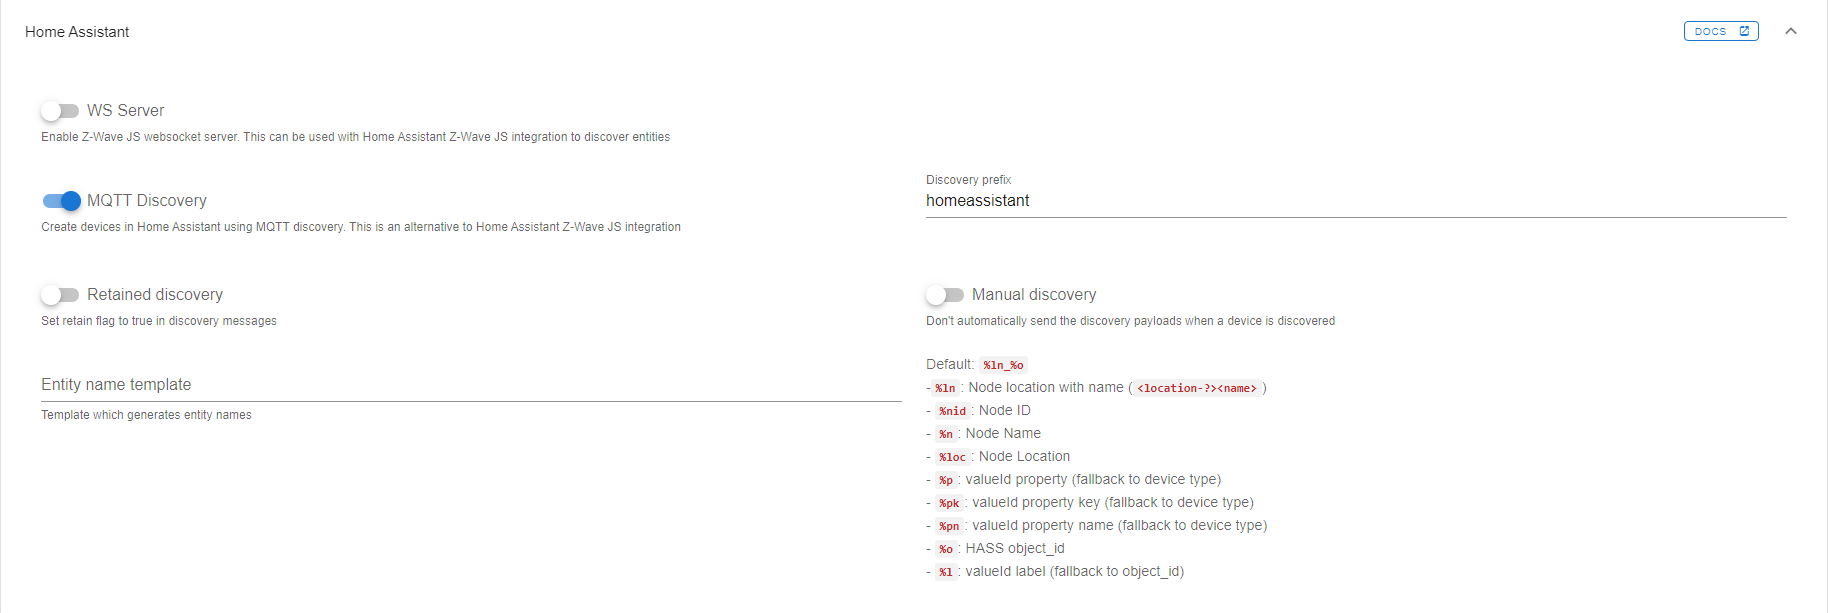 Home Assistant
DOCS
WS Server
Enable Z-Wave JS websocket server. This can be used with Home Assistant Z-Wave JS integration to discover entities
MQTT Discovery
Create devices in Home Assistant using MQTT discovery. This is an alternative to Home Assistant Z-Wave JS integration
Discovery prefix
homeassistant
Retained discovery
Set retain flag to true in discovery messages
Manual discovery
Don't automatically send the discovery payloads when a device is discovered
Entity name template
Template which generates entity names
Default: %ln_%o
- %ln: Node location with name (<location-?><name>)
- %nid: Node ID
- %n: Node Name
- %loc: Node Location
- %p: valueId property (fallback to device type)
- %pk: valueId property key (fallback to device type)
- %pn: valueId property name (fallback to device type)
- %o: HASS object_id
- %l: valueId label (fallback to object_id)